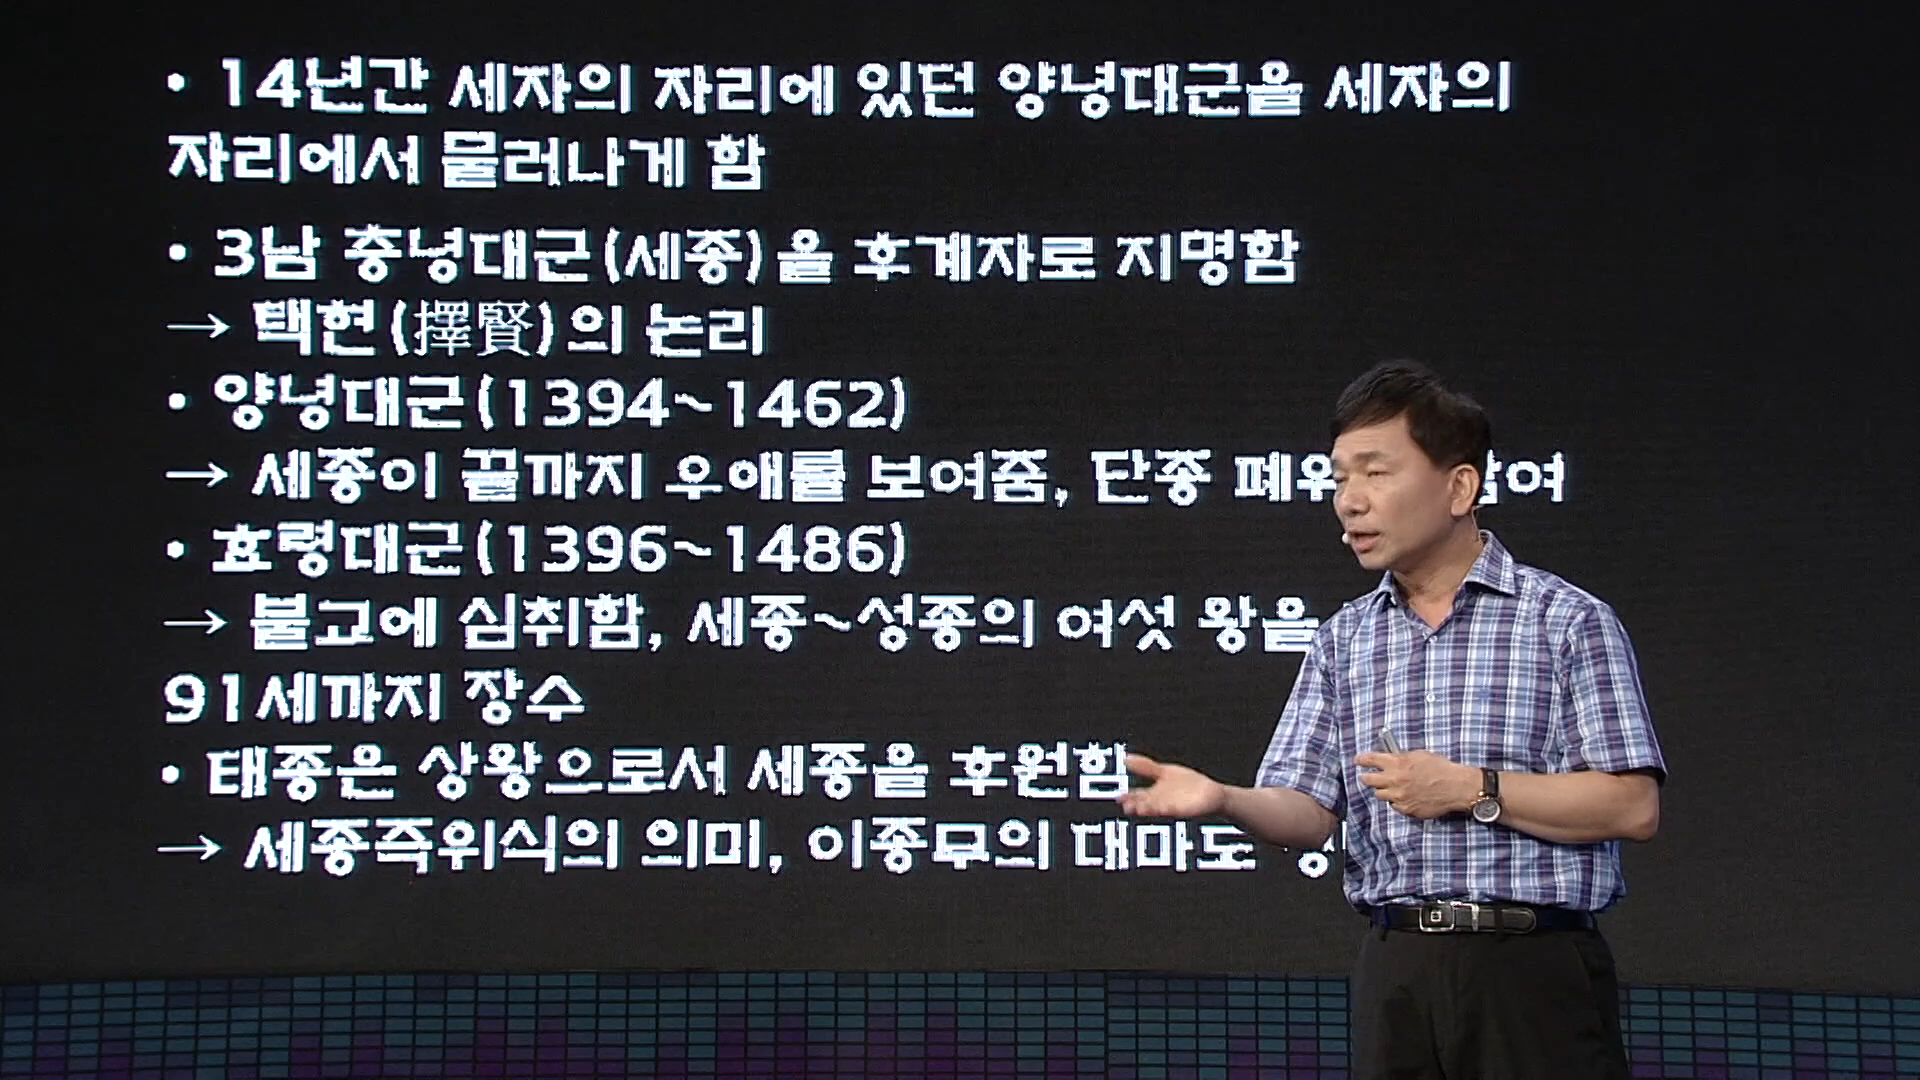 • 14년간 세자의 자리에 있던 양녕대군을 세자의
자리에서 물러나게 함
• 3남 충녕대군(세종)을 후계자로 지명함
→ 택현(擇賢)의 논리
• 양녕대군(1394~1462)
→ 세종이 끝까지 우애를 보여줌, 단종
• 효령대군(1396~1486)
→ 불교에 심취함, 세종~성종의 여섯 왕을
91세까지 장수
• 태종은 상왕으로서 세종을 후원함
→ 세종즉위식의 의미, 이종무의 대마도